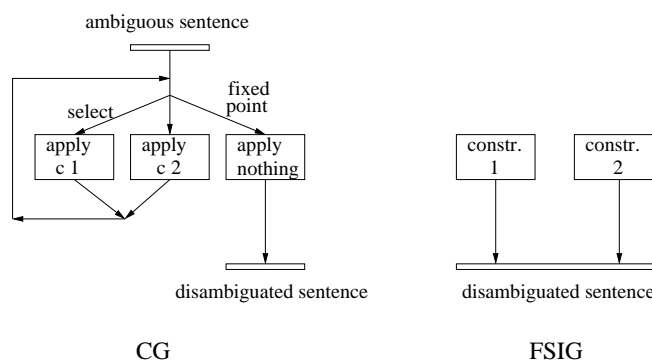 ambiguous sentence
fixed
point
select
apply
c 1
apply
c 2
apply
nothing
constr.
1
constr.
2
disambiguated sentence
disambiguated sentence
CG
FSIG